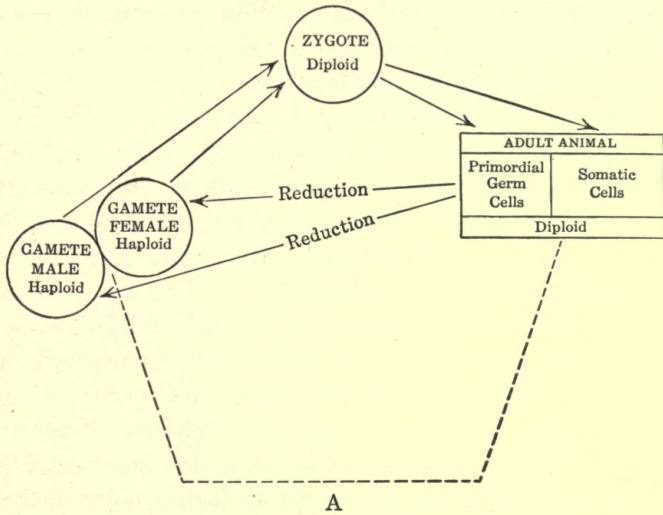 ZYGOTE
Diploid
ADULT ANIMAL
Primordial
Germ
Cells
Somatic
Cells
Diploid
Reduction
Reduction
GAMETE
FEMALE
Haploid
GAMETE
MALE
Haploid
A